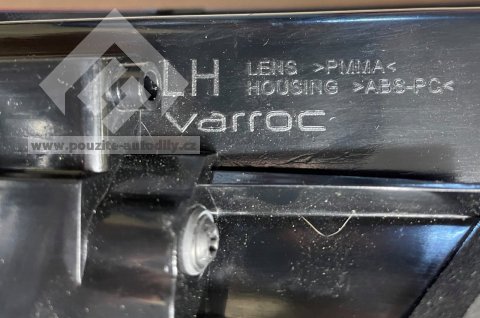 LH
LENS >PMMA<
HOUSING >ABS-PC<
varroc
www.pouzite-autodily.cz